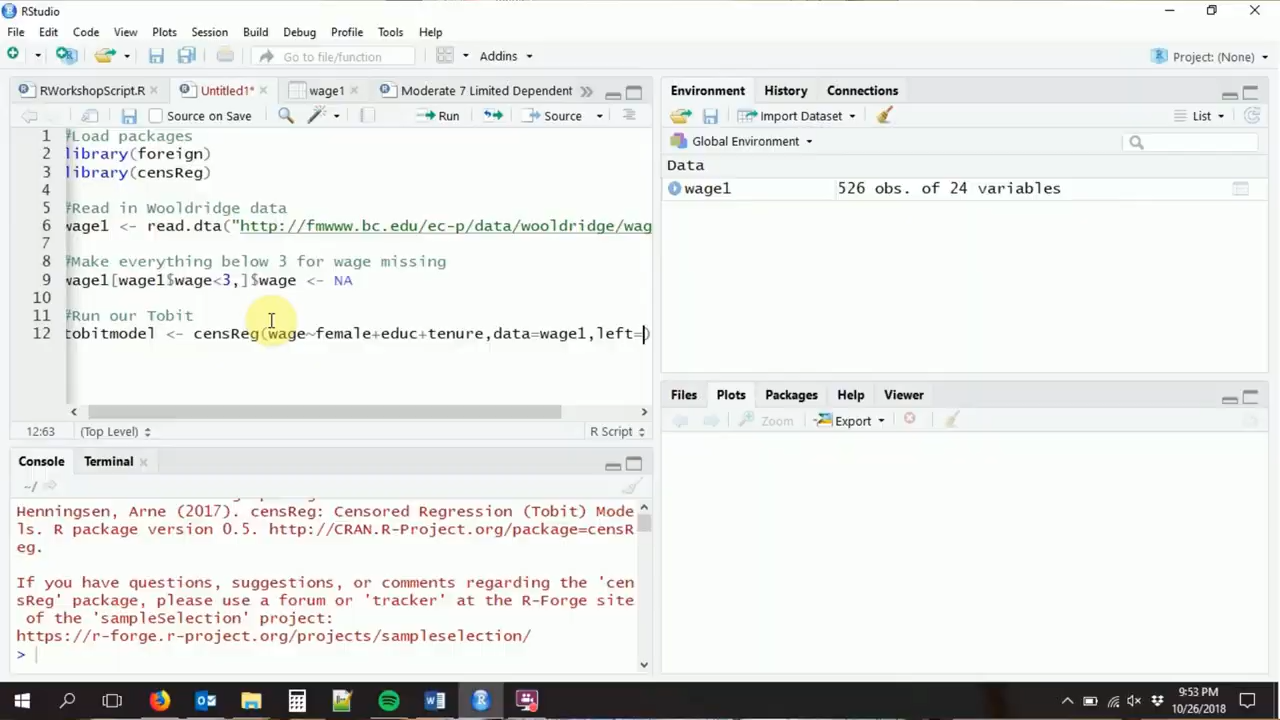 RStudio
File Edit Code View Plots Session Build Debug Profile Tools Help
Go to file/function Addins Project: (None)
RWorkshopScript.R Untitled1* wage1 Moderate 7 Limited Dependent
Source on Save Run Source
1 #Load packages
2 library(foreign)
3 library(censReg)
4
5 #Read in Wooldridge data
6 wage1 <- read.dta("http://fmwww.bc.edu/ec-p/data/wooldridge/wag
7
8 #Make everything below 3 for wage missing
9 wage1[wage1$wage<3,]$wage <- NA
10
11 #Run our Tobit
12 tobitmodel <- censReg(wage~female+educ+tenure,data=wage1,left=)
12:63 (Top Level) R Script
Console Terminal
~/
Henningsen, Arne (2017). censReg: Censored Regression (Tobit) Mode
ls. R package version 0.5. http://CRAN.R-Project.org/package=censR
eg.
If you have questions, suggestions, or comments regarding the 'cen
sReg' package, please use a forum or 'tracker' at the R-Forge site
of the 'sampleSelection' project:
https://r-forge.r-project.org/projects/sampleselection/
>
Environment History Connections
Import Dataset List
Global Environment
Data
wage1 526 obs. of 24 variables
Files Plots Packages Help Viewer
Zoom Export
9:53 PM
10/26/2018